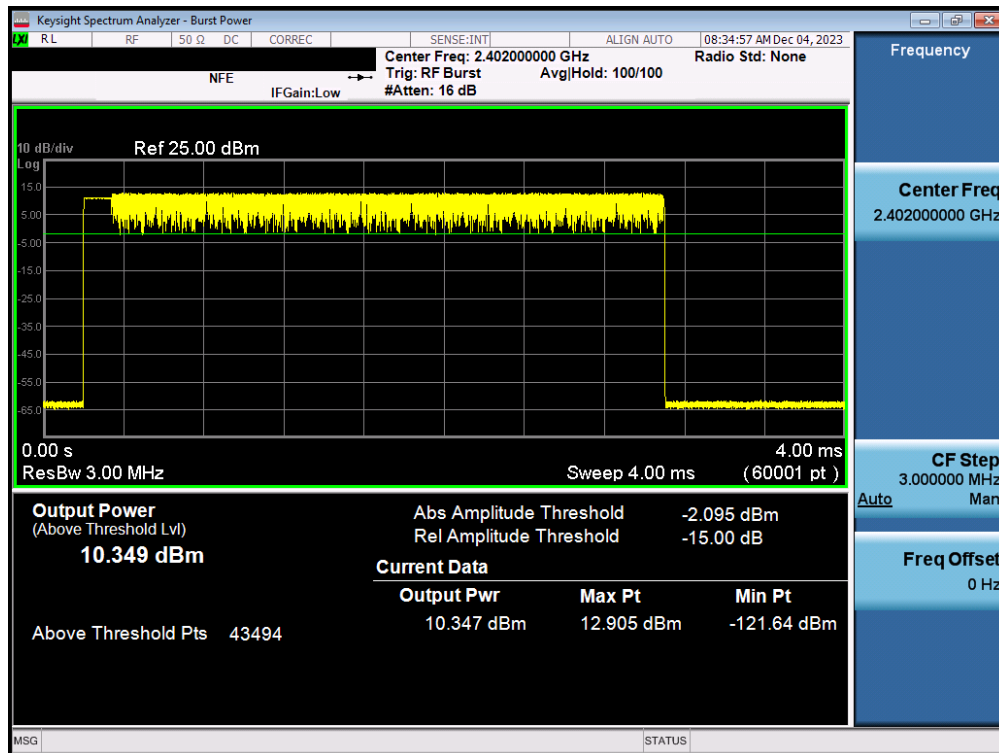 Keysight Spectrum Analyzer - Burst Power
LXI RL RF 50 Ω DC CORREC SENSE:INT ALIGN AUTO 08:34:57 AM Dec 04, 2023
NFE
IFGain:Low
Center Freq: 2.402000000 GHz
Trig: RF Burst Avg|Hold: 100/100
#Atten: 16 dB
Radio Std: None
10 dB/div Ref 25.00 dBm
Log
15.0
5.00
-5.00
-15.0
-25.0
-35.0
-45.0
-55.0
-65.0
0.00 s 4.00 ms
ResBw 3.00 MHz Sweep 4.00 ms (60001 pt)
Output Power
(Above Threshold Lvl)
10.349 dBm
Above Threshold Pts 43494
Abs Amplitude Threshold -2.095 dBm
Rel Amplitude Threshold -15.00 dB
Current Data
Output Pwr Max Pt Min Pt
10.347 dBm 12.905 dBm -121.64 dBm
Frequency
Center Freq
2.402000000 GHz
CF Step
3.000000 MHz
Auto Man
Freq Offset
0 Hz
MSG STATUS